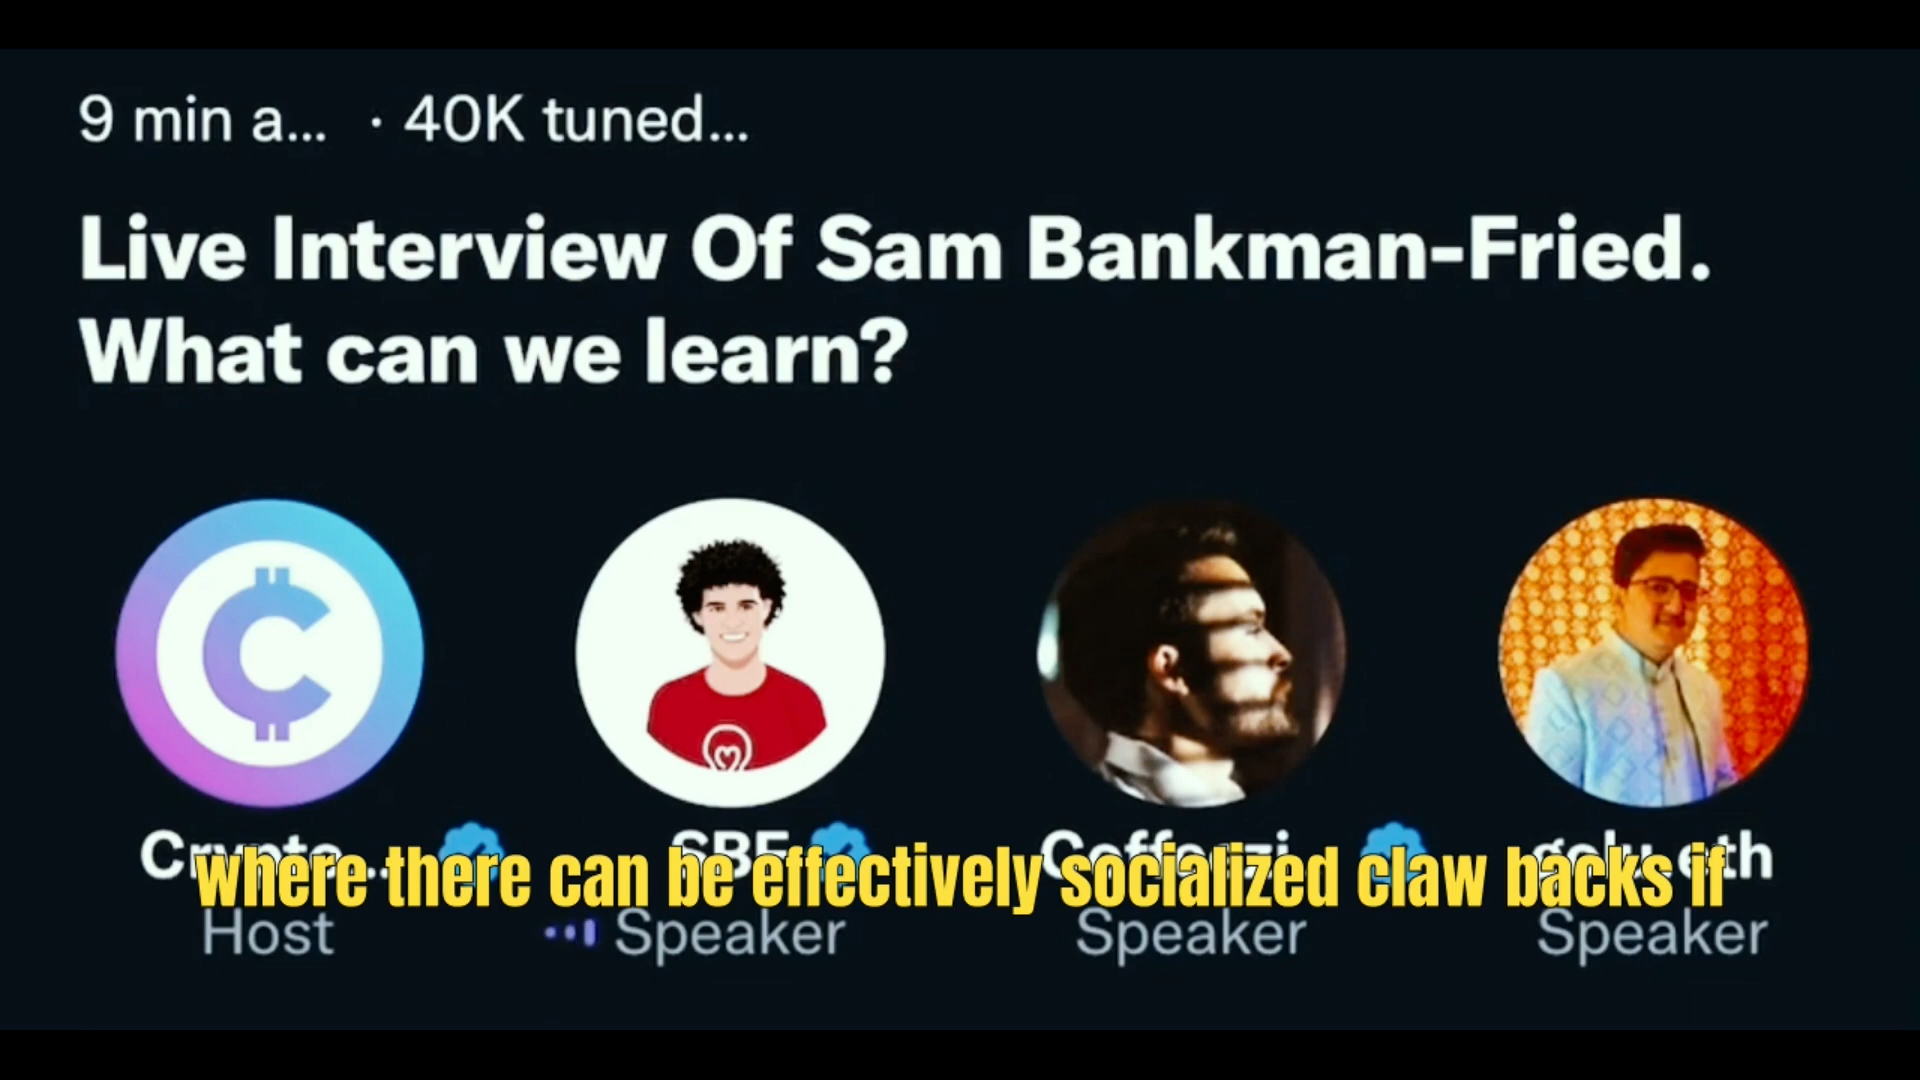 9 min a... · 40K tuned...
Live Interview Of Sam Bankman-Fried.
What can we learn?
SBF
where there can be effectively socialized claw backs if
Host Speaker Speaker Speaker